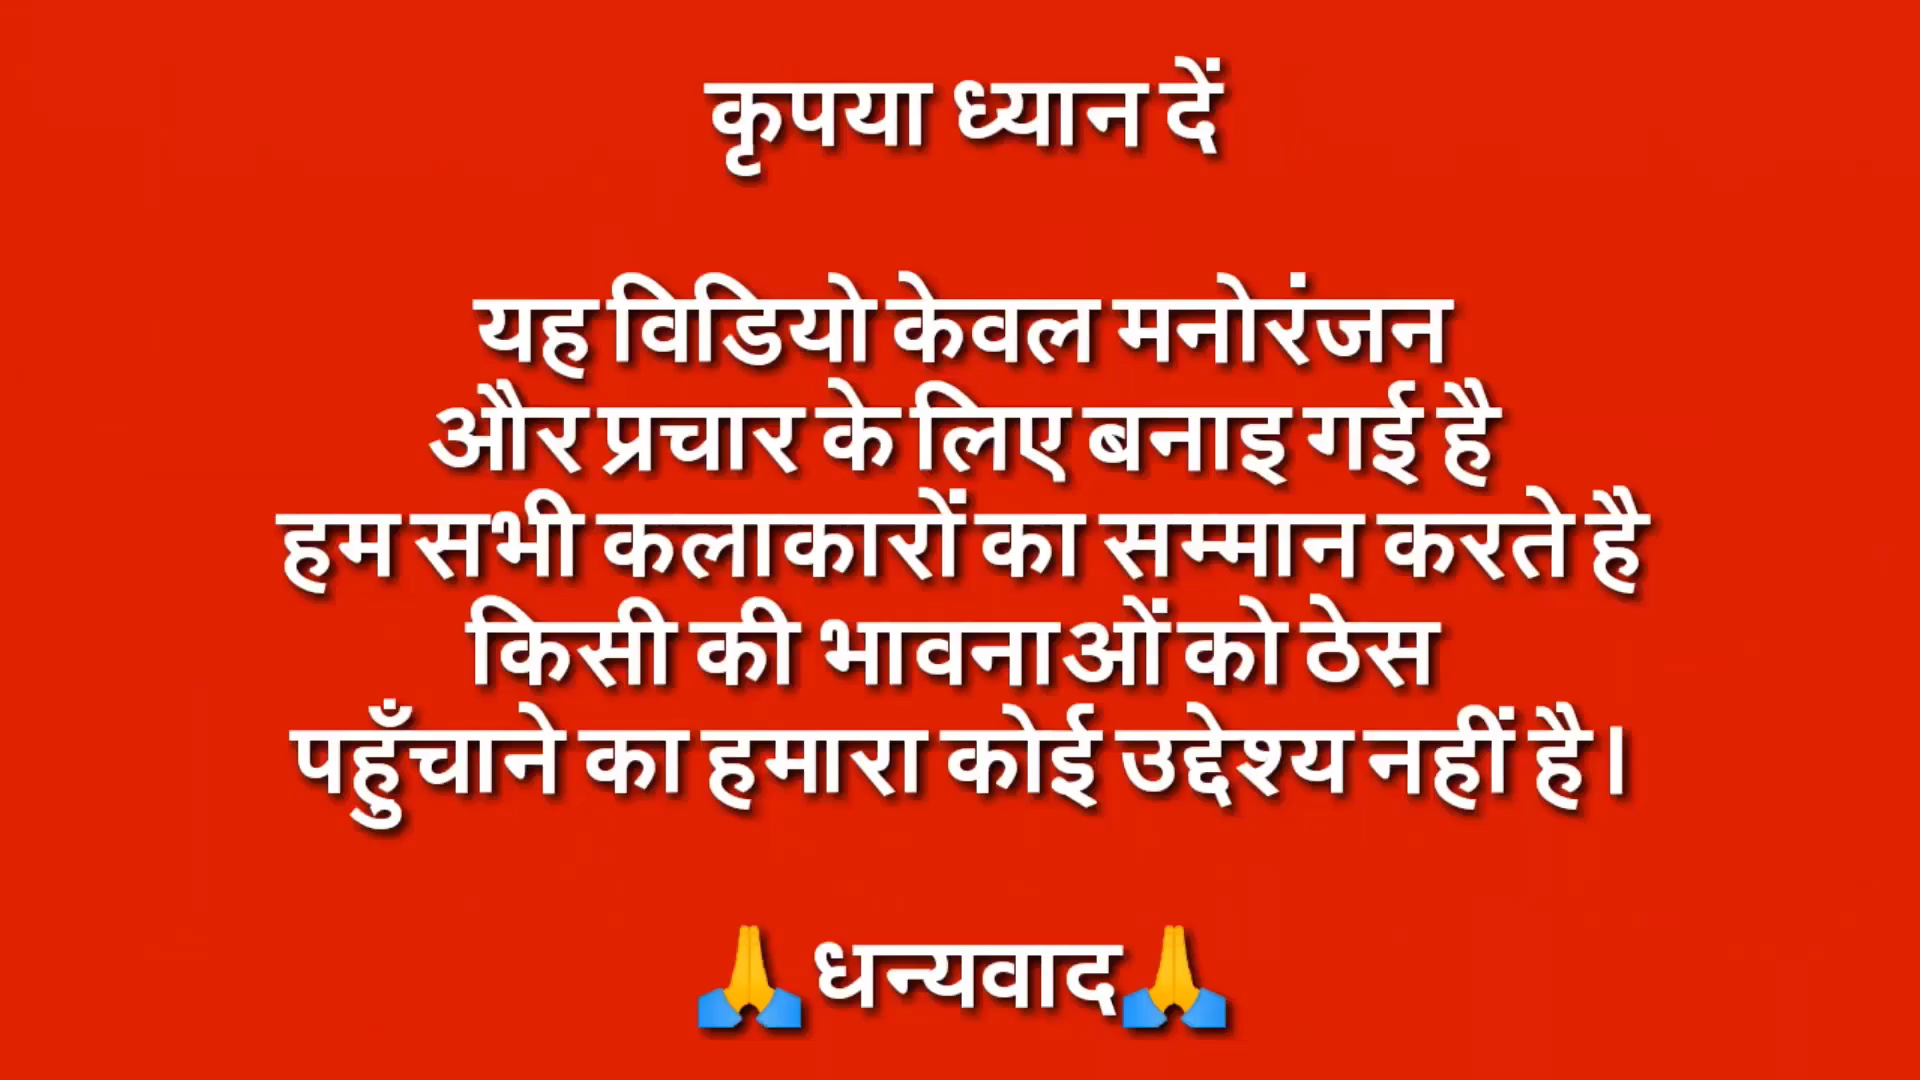 कृपया ध्यान दें
यह विडियो केवल मनोरंजन
और प्रचार के लिए बनाइ गई है
हम सभी कलाकारों का सम्मान करते है
किसी की भावनाओं को ठेस
पहुँचाने का हमारा कोई उद्देश्य नहीं है।
🙏धन्यवाद🙏